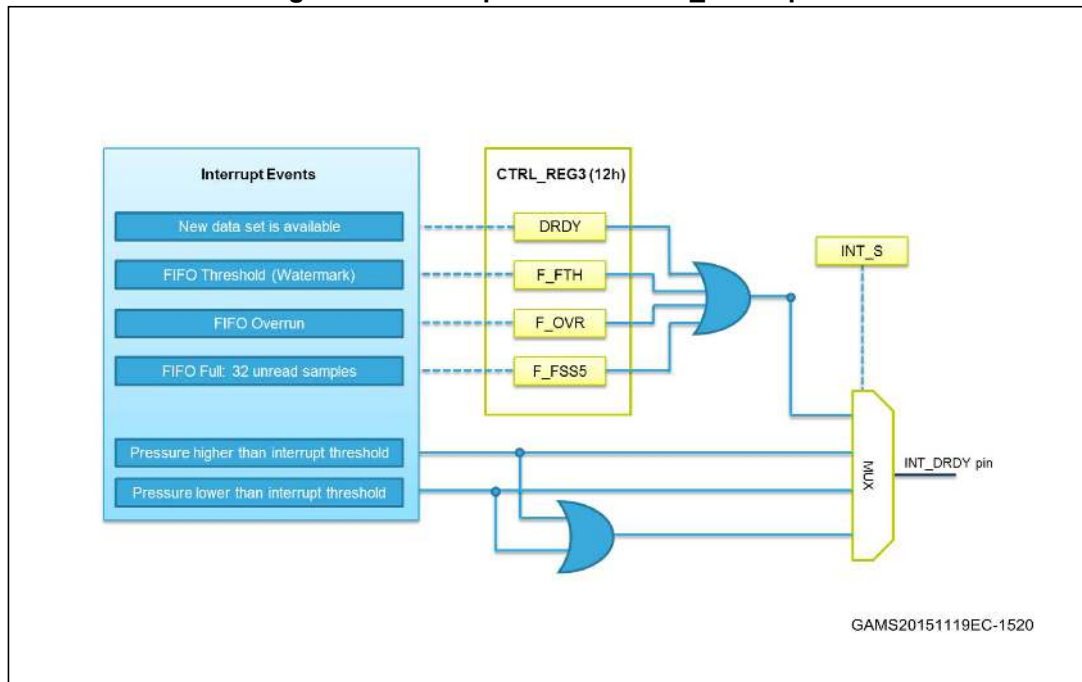 Interrupt Events
CTRL_REG3 (12h)
New data set is available
DRDY
INT_S
FIFO Threshold (Watermark)
F_FTH
FIFO Overrun
F_OVR
FIFO Full: 32 unread samples
F_FSS5
Pressure higher than interrupt threshold
MUX
INT_DRDY pin
Pressure lower than interrupt threshold
GAMS20151119EC-1520